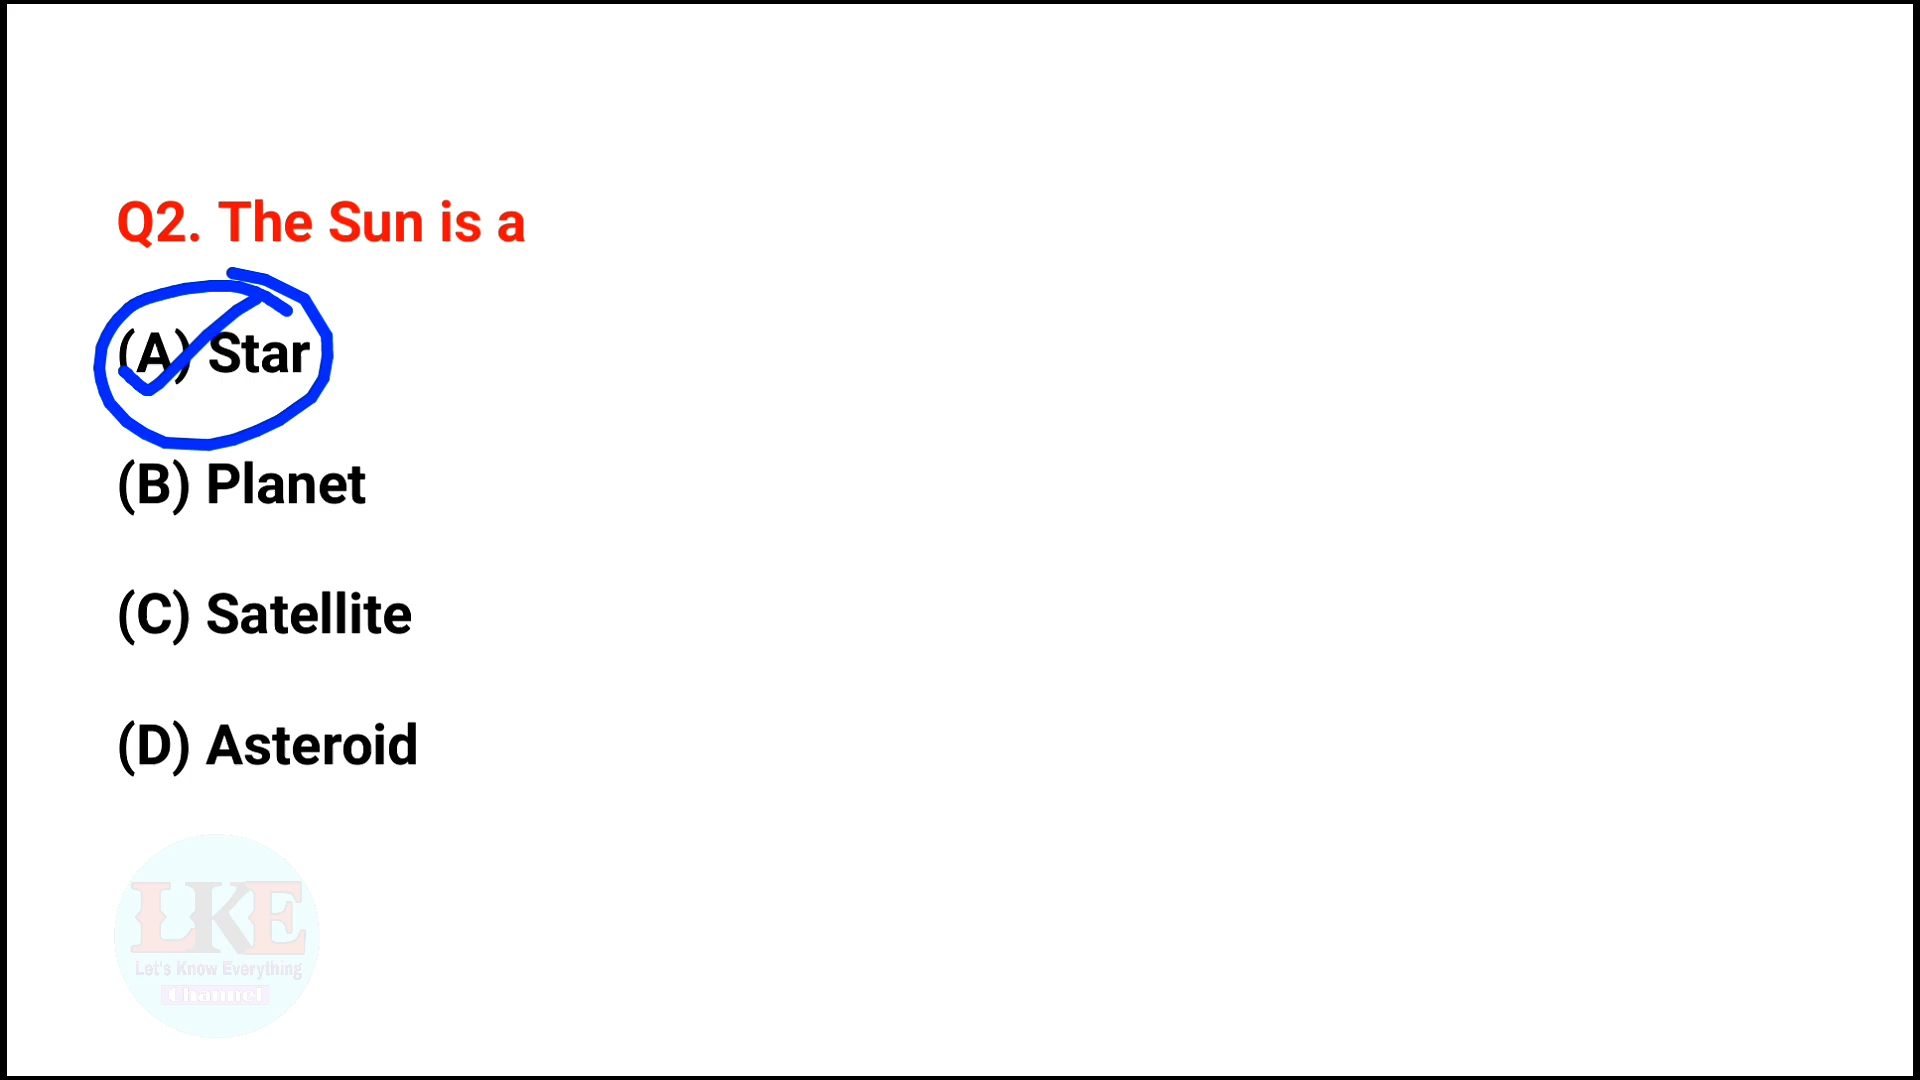 Q2. The Sun is a
(A) Star
(B) Planet
(C) Satellite
(D) Asteroid
LKE
Let's Know Everything
Channel